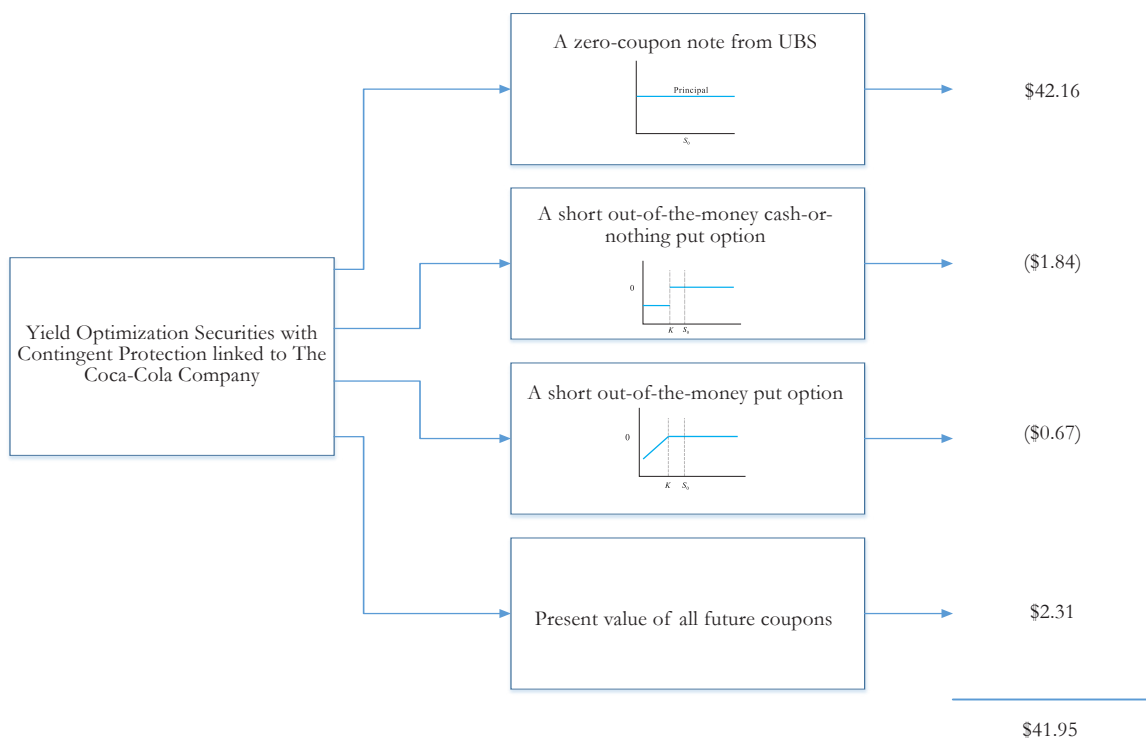 A zero-coupon note from UBS
Principal
S₀
$42.16
A short out-of-the-money cash-or-
nothing put option
0
K
S₀
($1.84)
Yield Optimization Securities with
Contingent Protection linked to The
Coca-Cola Company
A short out-of-the-money put option
0
K
S₀
($0.67)
Present value of all future coupons
$2.31
$41.95